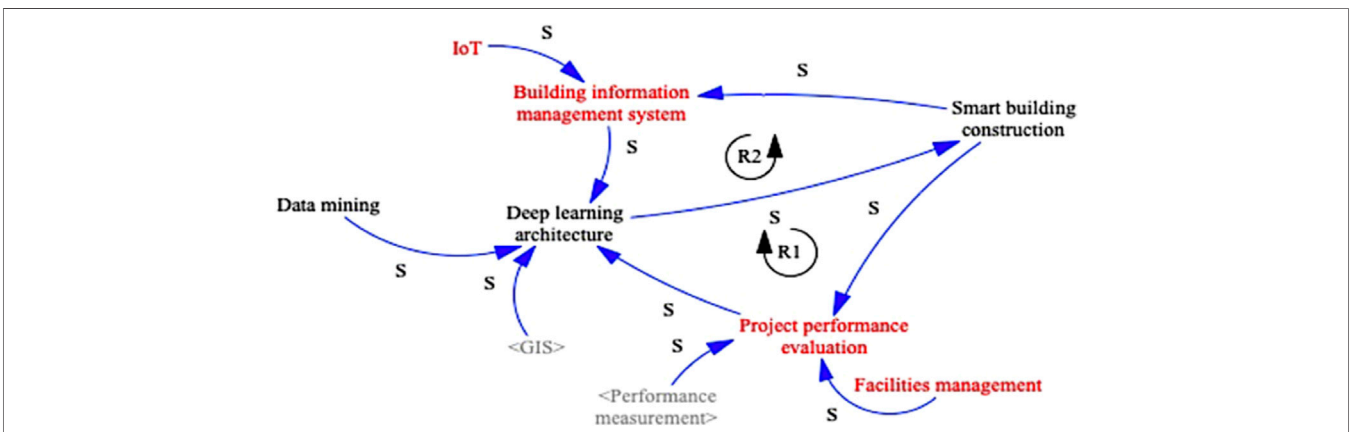 S
IoT
S
Building information
management system
Smart building
construction
S
R2
Data mining
Deep learning
architecture
S
S
R1
S
S
S
Project performance
evaluation
S
<GIS>
Facilities management
<Performance
measurement>
S